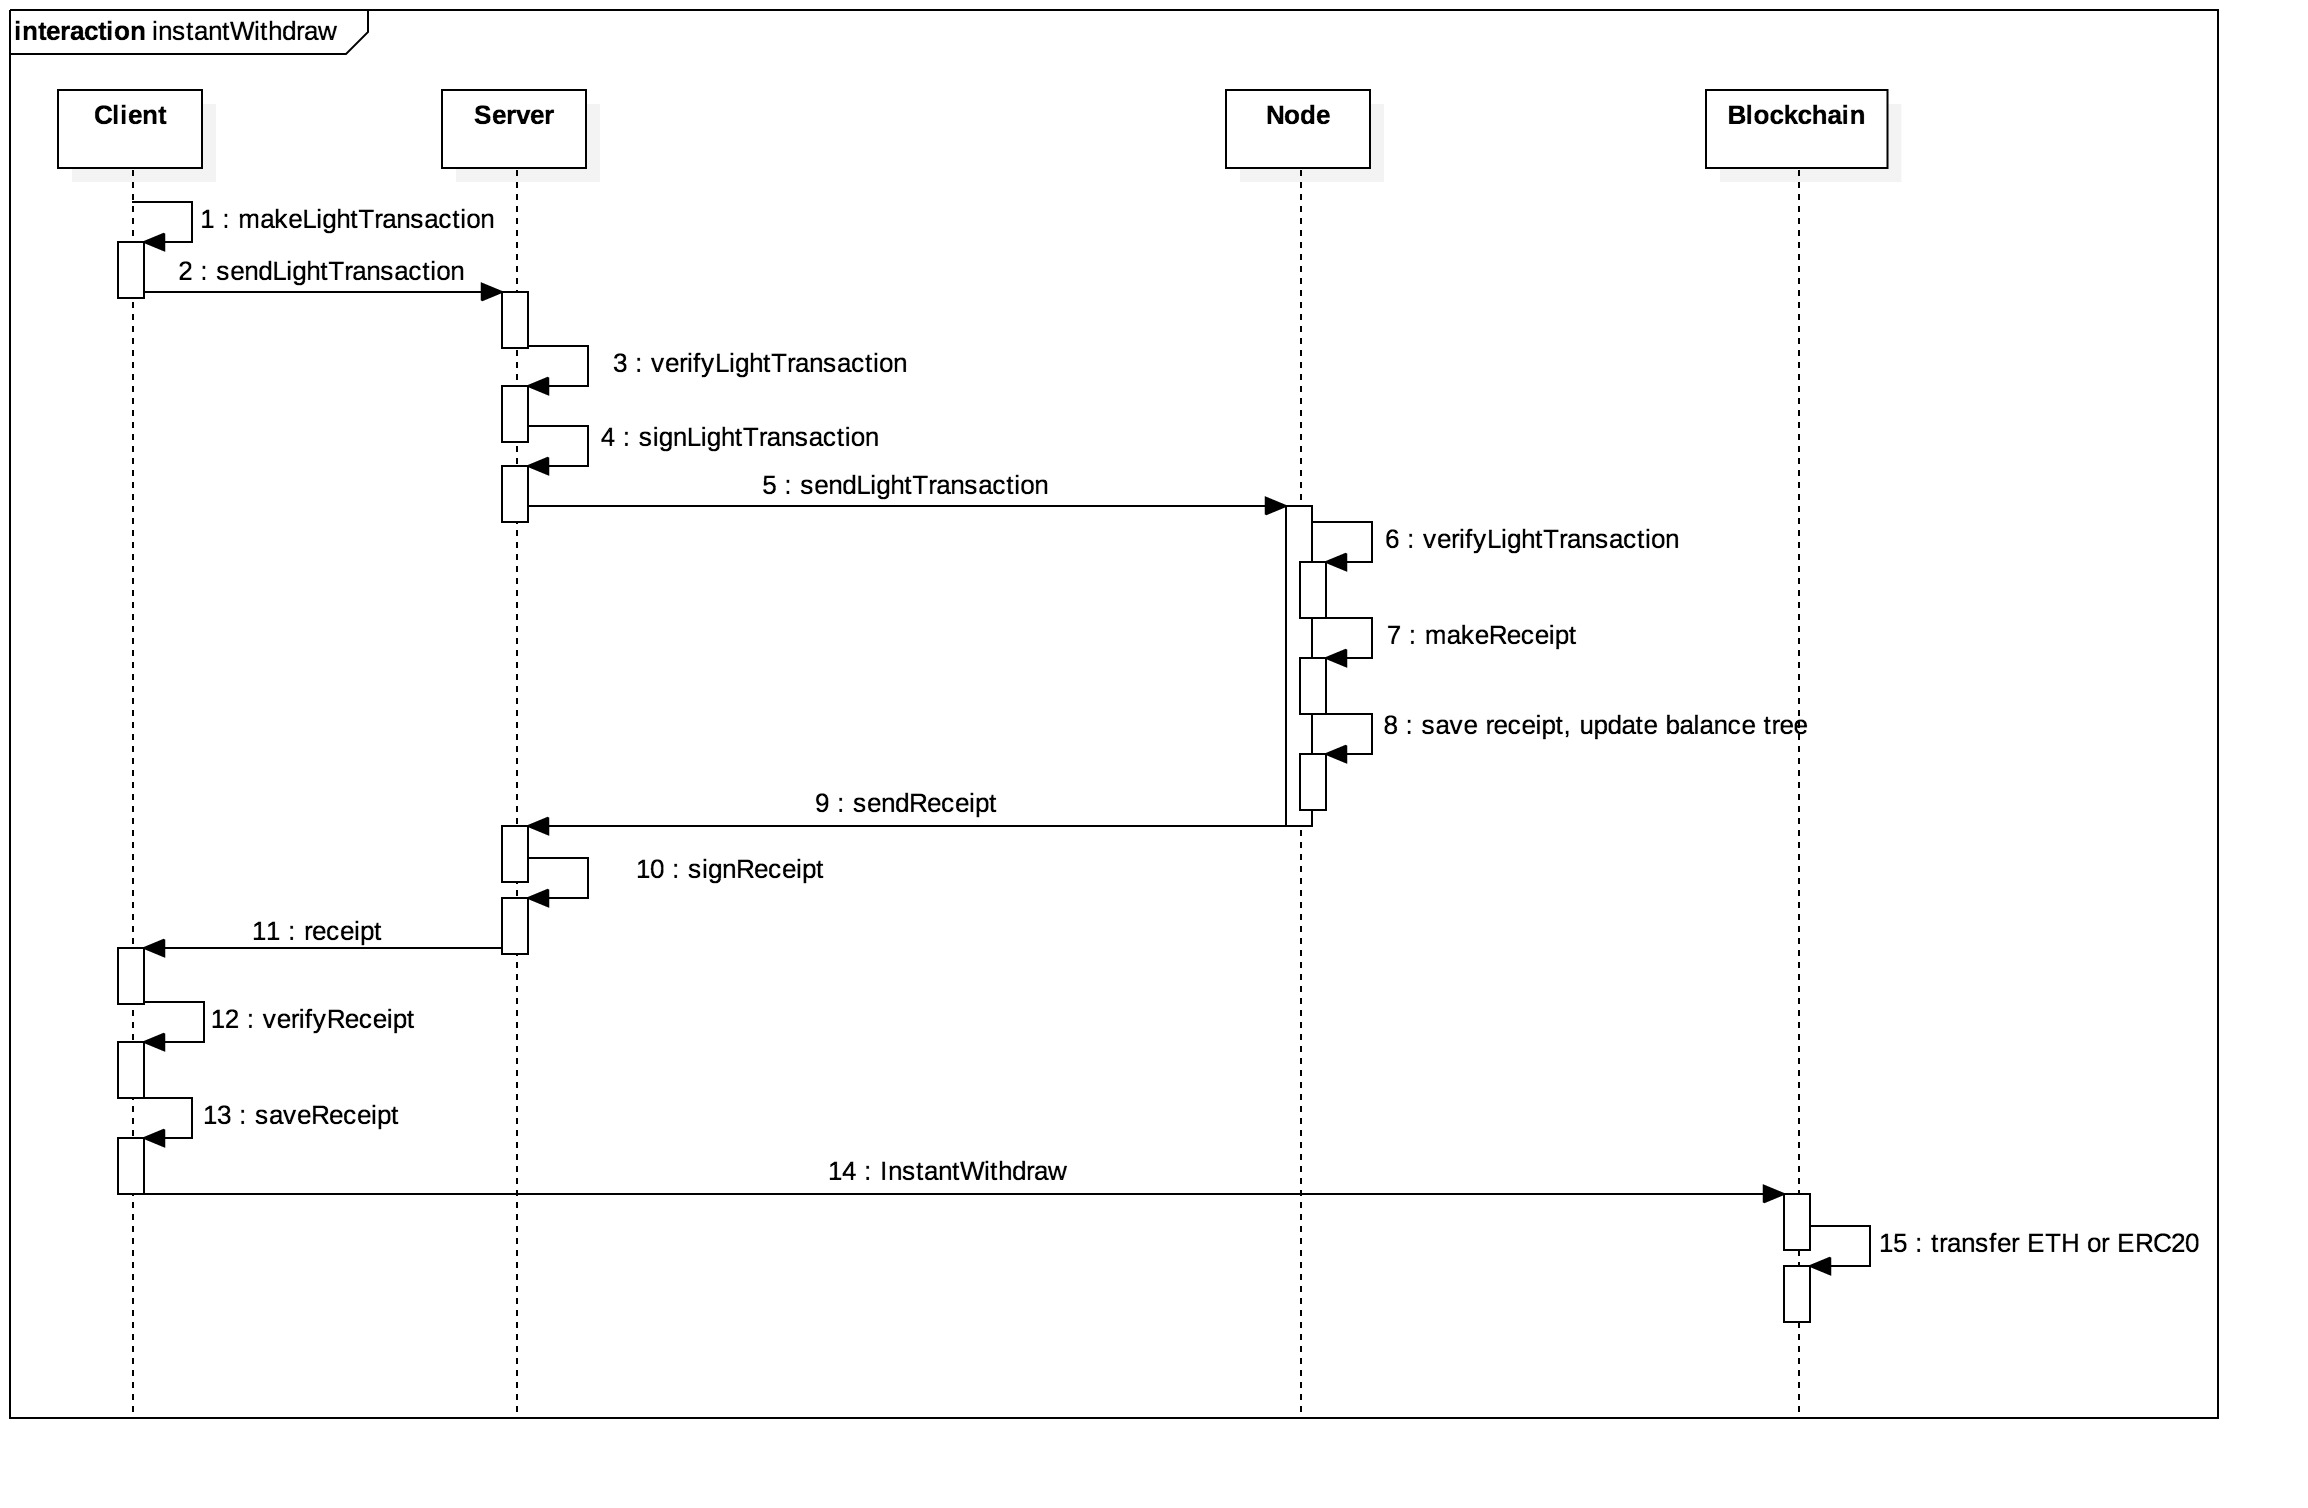 interaction instantWithdraw
Client
Server
Node
Blockchain
1 : makeLightTransaction
2 : sendLightTransaction
3 : verifyLightTransaction
4 : signLightTransaction
5 : sendLightTransaction
6 : verifyLightTransaction
7 : makeReceipt
8 : save receipt, update balance tree
9 : sendReceipt
10 : signReceipt
11 : receipt
12 : verifyReceipt
13 : saveReceipt
14 : InstantWithdraw
15 : transfer ETH or ERC20